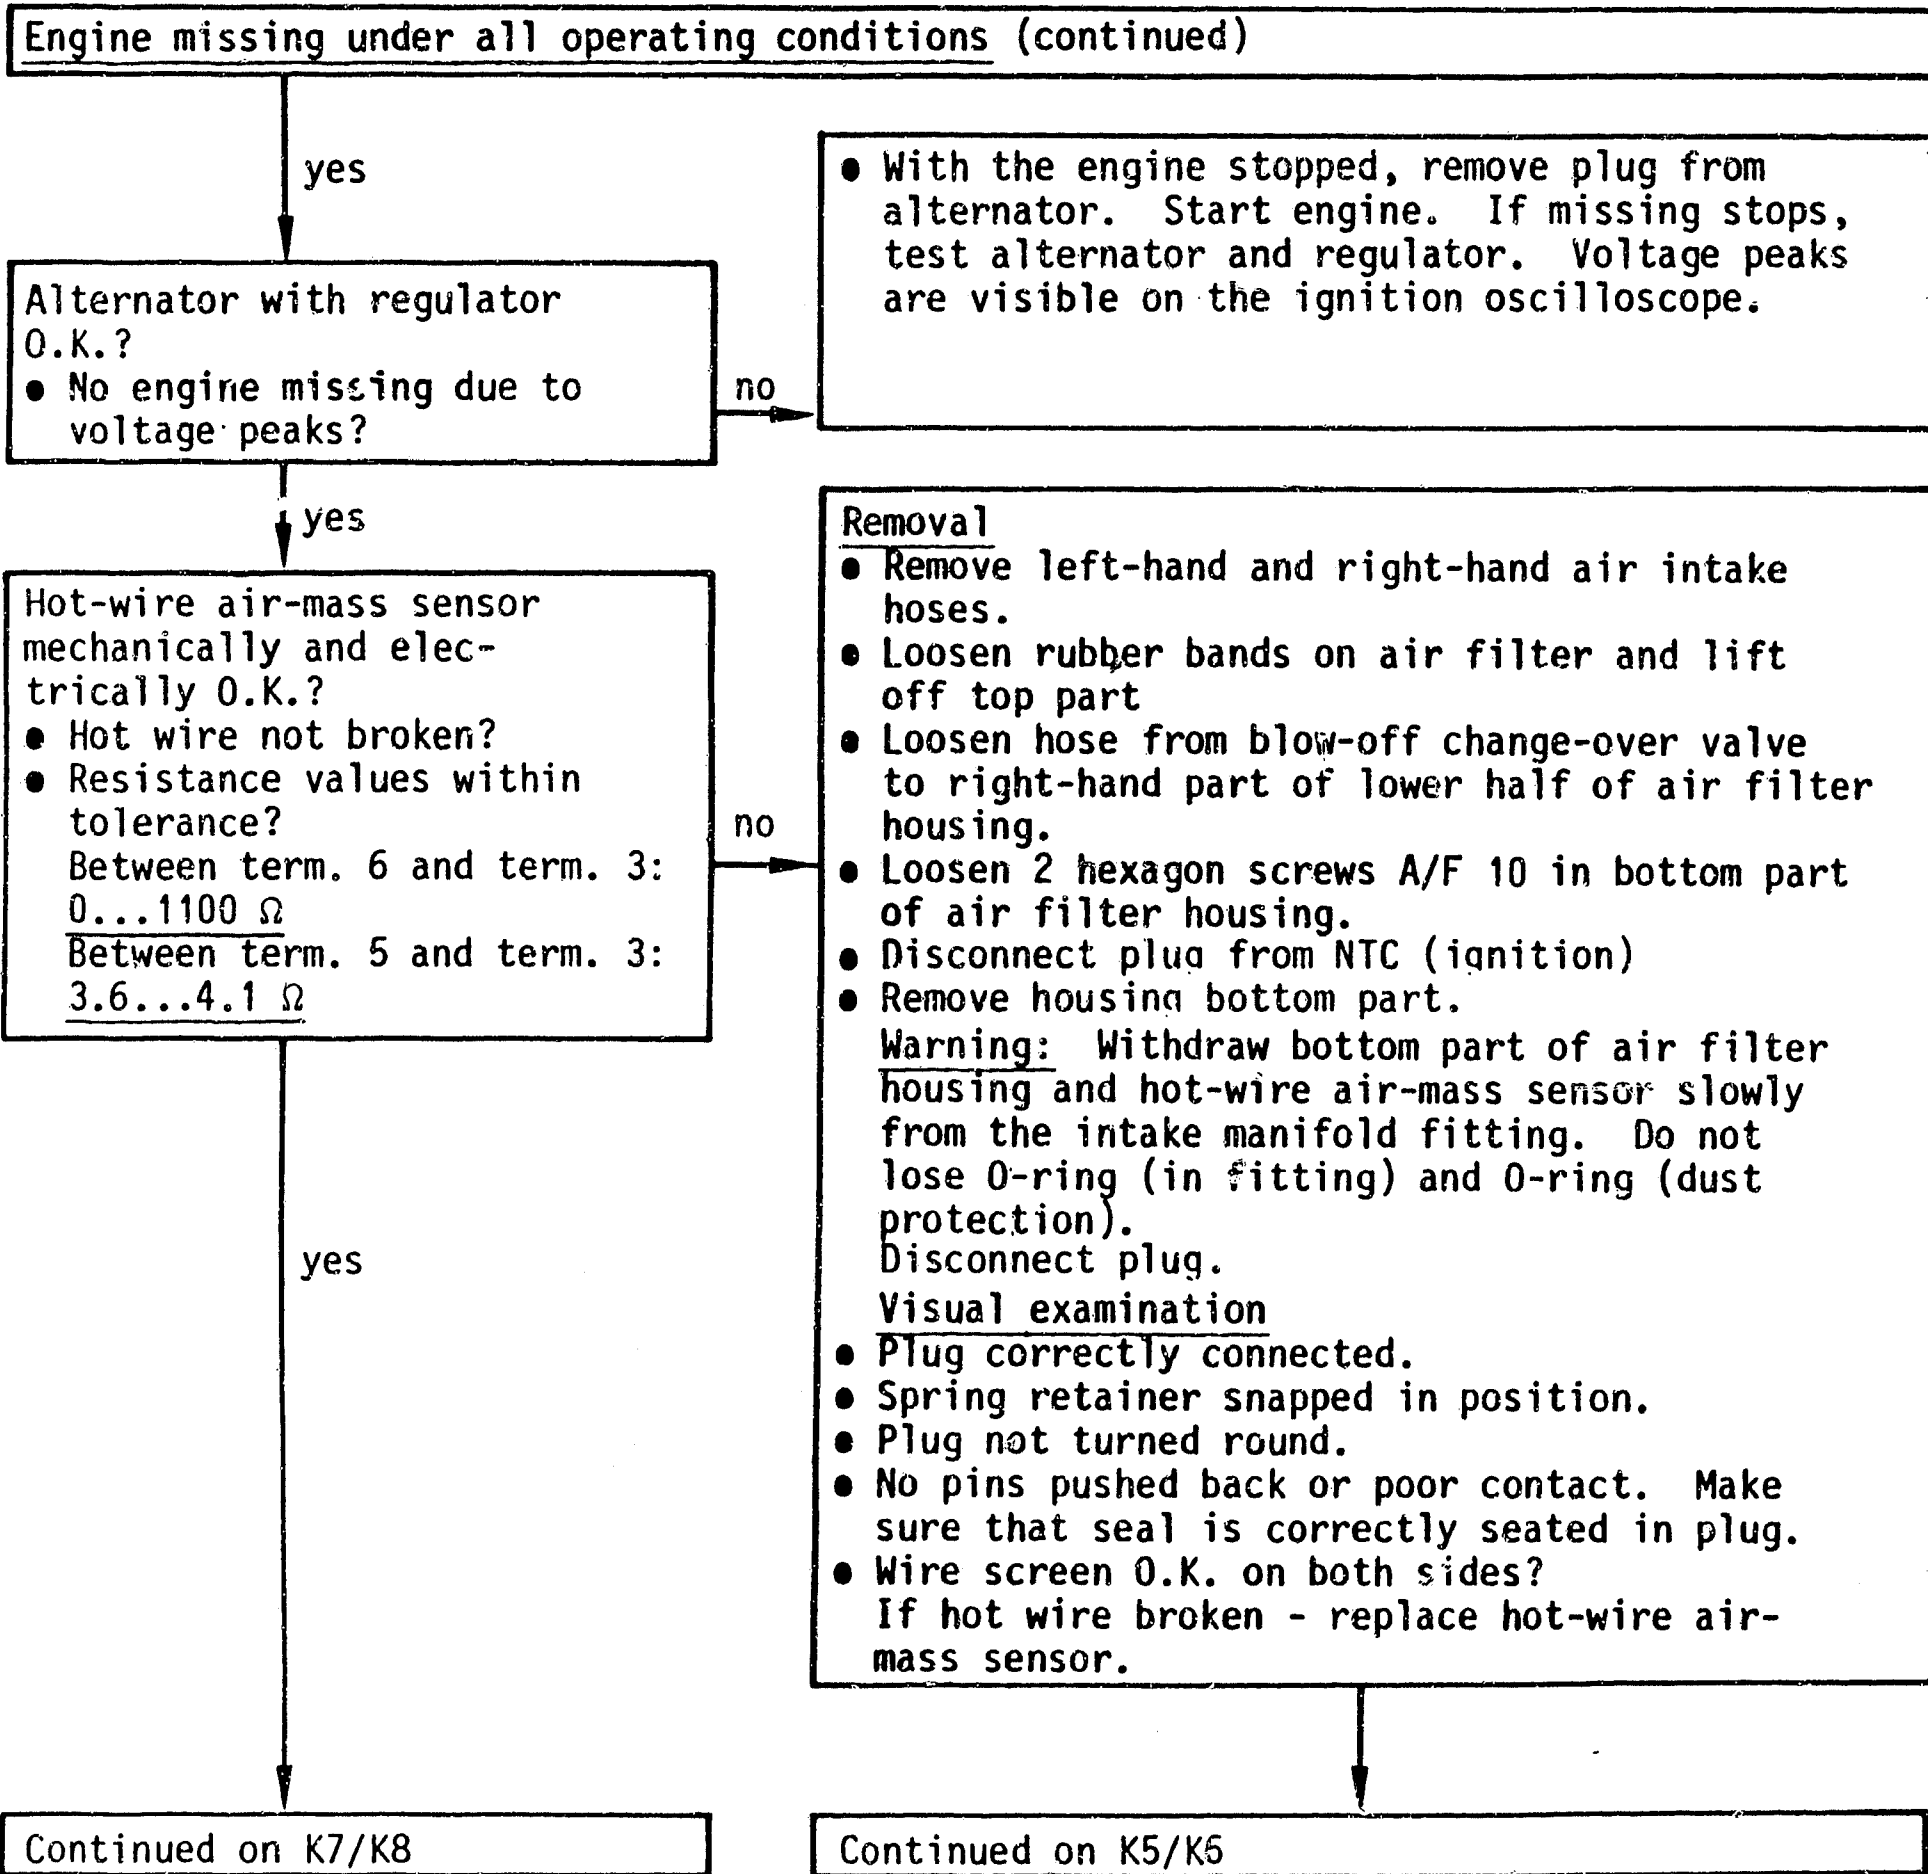 Engine missing under all operating conditions (continued)
yes
● With the engine stopped, remove plug from
alternator. Start engine. If missing stops,
test alternator and regulator. Voltage peaks
are visible on the ignition oscilloscope.
Alternator with regulator
O.K.?
● No engine missing due to
voltage peaks?
no
yes
Hot-wire air-mass sensor
mechanically and elec-
trically O.K.?
● Hot wire not broken?
● Resistance values within
tolerance?
Between term. 6 and term. 3:
0...1100 Ω
Between term. 5 and term. 3:
3.6...4.1 Ω
no
Removal
● Remove left-hand and right-hand air intake
hoses.
● Loosen rubber bands on air filter and lift
off top part
● Loosen hose from blow-off change-over valve
to right-hand part of lower half of air filter
housing.
● Loosen 2 hexagon screws A/F 10 in bottom part
of air filter housing.
● Disconnect plug from NTC (ignition)
● Remove housing bottom part.
Warning: Withdraw bottom part of air filter
housing and hot-wire air-mass sensor slowly
from the intake manifold fitting. Do not
lose O-ring (in fitting) and O-ring (dust
protection).
Disconnect plug.
Visual examination
● Plug correctly connected.
● Spring retainer snapped in position.
● Plug not turned round.
● No pins pushed back or poor contact. Make
sure that seal is correctly seated in plug.
● Wire screen O.K. on both sides?
If hot wire broken - replace hot-wire air-
mass sensor.
yes
Continued on K7/K8
Continued on K5/K6